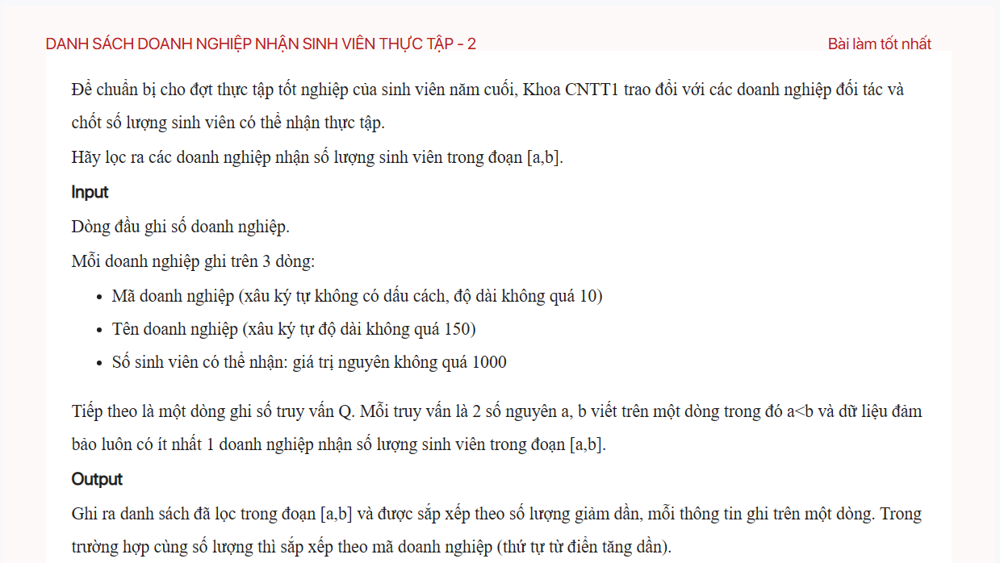 DANH SÁCH DOANH NGHIỆP NHẬN SINH VIÊN THỰC TẬP - 2
Bài làm tốt nhất
Để chuẩn bị cho đợt thực tập tốt nghiệp của sinh viên năm cuối, Khoa CNTT1 trao đổi với các doanh nghiệp đối tác và
chốt số lượng sinh viên có thể nhận thực tập.
Hãy lọc ra các doanh nghiệp nhận số lượng sinh viên trong đoạn [a,b].
Input
Dòng đầu ghi số doanh nghiệp.
Mỗi doanh nghiệp ghi trên 3 dòng:
• Mã doanh nghiệp (xâu ký tự không có dấu cách, độ dài không quá 10)
• Tên doanh nghiệp (xâu ký tự độ dài không quá 150)
• Số sinh viên có thể nhận: giá trị nguyên không quá 1000
Tiếp theo là một dòng ghi số truy vấn Q. Mỗi truy vấn là 2 số nguyên a, b viết trên một dòng trong đó a<b và dữ liệu đảm
bảo luôn có ít nhất 1 doanh nghiệp nhận số lượng sinh viên trong đoạn [a,b].
Output
Ghi ra danh sách đã lọc trong đoạn [a,b] và được sắp xếp theo số lượng giảm dần, mỗi thông tin ghi trên một dòng. Trong
trường hợp cùng số lượng thì sắp xếp theo mã doanh nghiệp (thứ tự từ điển tăng dần).